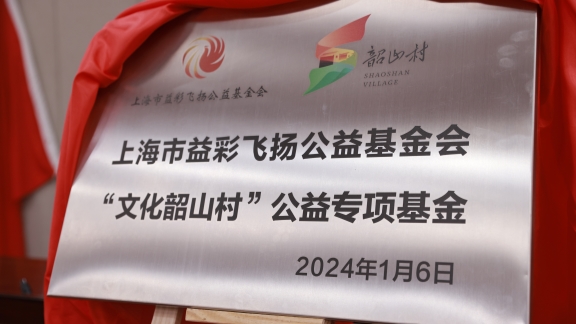 上海市益彩飞扬公益基金会
韶山村
SHAOSHAN
VILLAGE
上海市益彩飞扬公益基金会
“文化韶山村”公益专项基金
2024年1月6日